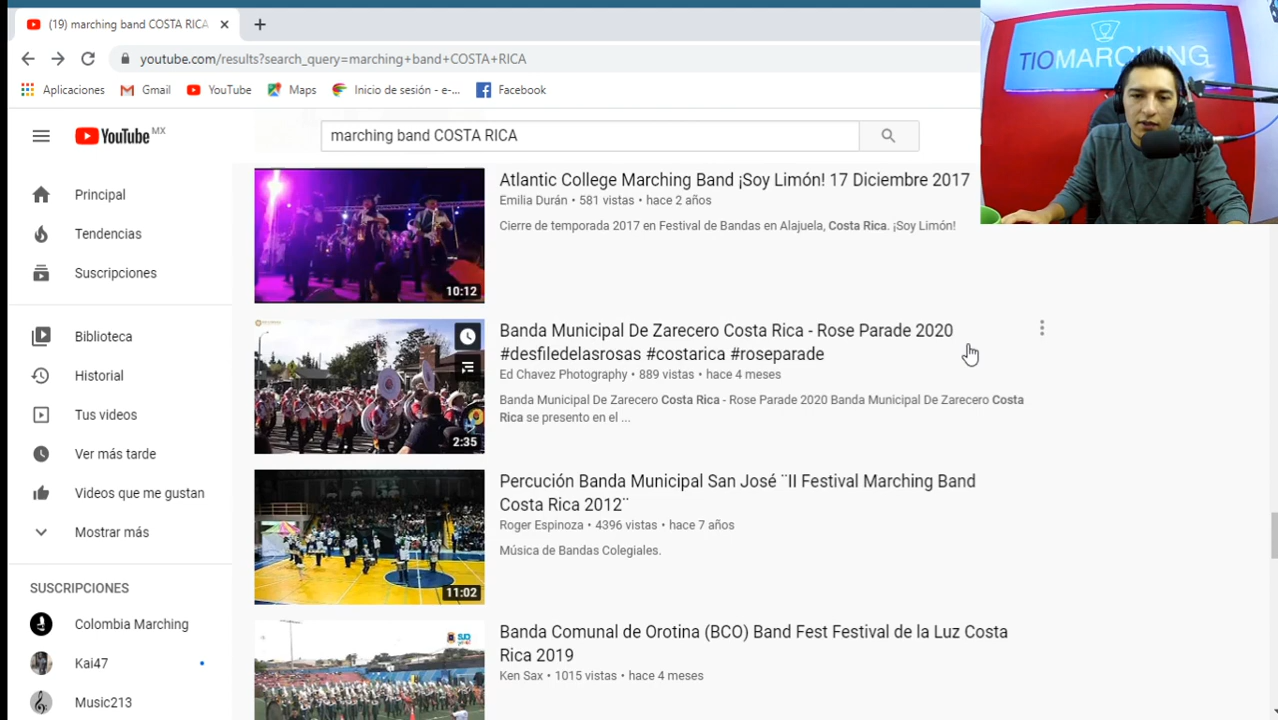 (19) marching band COSTA RICA
youtube.com/results?search_query=marching+band+COSTA+RICA
Aplicaciones
Gmail
YouTube
Maps
Inicio de sesión - e-...
Facebook
TIOMARCHING
YouTube MX
marching band COSTA RICA
Principal
Tendencias
Suscripciones
Biblioteca
Historial
Tus videos
Ver más tarde
Videos que me gustan
Mostrar más
SUSCRIPCIONES
Colombia Marching
Kai47
Music213
Atlantic College Marching Band ¡Soy Limón! 17 Diciembre 2017
Emilia Durán • 581 vistas • hace 2 años
Cierre de temporada 2017 en Festival de Bandas en Alajuela, Costa Rica. ¡Soy Limón!
10:12
Banda Municipal De Zarecero Costa Rica - Rose Parade 2020
#desfiledelasrosas #costarica #roseparade
Ed Chavez Photography • 889 vistas • hace 4 meses
Banda Municipal De Zarecero Costa Rica - Rose Parade 2020 Banda Municipal De Zarecero Costa
Rica se presento en el ...
2:35
Percución Banda Municipal San José ¨II Festival Marching Band
Costa Rica 2012¨
Roger Espinoza • 4396 vistas • hace 7 años
Música de Bandas Colegiales.
11:02
Banda Comunal de Orotina (BCO) Band Fest Festival de la Luz Costa
Rica 2019
Ken Sax • 1015 vistas • hace 4 meses